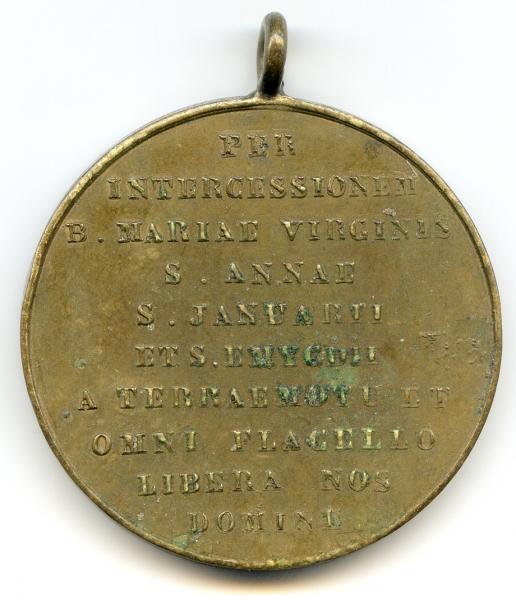 PER
INTERCESSIONEM
B. MARIAE VIRGINIS
S. ANNAE
S. JANUARII
ET S. EMYGDII
A TERRAEMOTU ET
OMNI FLAGELLO
LIBERA NOS
DOMINE